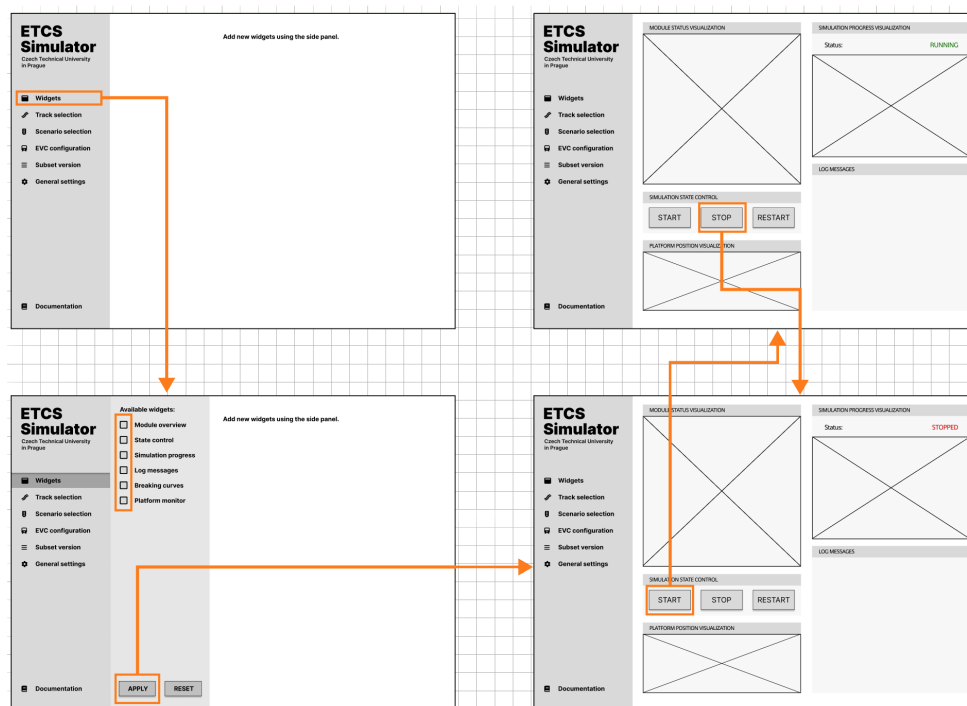 ETCS
Simulator
Czech Technical University
in Prague
Widgets
Track selection
Scenario selection
EVC configuration
Subset version
General settings
Documentation
Add new widgets using the side panel.
ETCS
Simulator
Czech Technical University
in Prague
Widgets
Track selection
Scenario selection
EVC configuration
Subset version
General settings
Documentation
MODULE STATUS VISUALIZATION
SIMULATION STATE CONTROL
START STOP RESTART
PLATFORM POSITION VISUALIZATION
SIMULATION PROGRESS VISUALIZATION
Status: RUNNING
LOG MESSAGES
ETCS
Simulator
Czech Technical University
in Prague
Widgets
Track selection
Scenario selection
EVC configuration
Subset version
General settings
Documentation
Available widgets:
Module overview
State control
Simulation progress
Log messages
Breaking curves
Platform monitor
APPLY RESET
Add new widgets using the side panel.
ETCS
Simulator
Czech Technical University
in Prague
Widgets
Track selection
Scenario selection
EVC configuration
Subset version
General settings
Documentation
MODULE STATUS VISUALIZATION
SIMULATION STATE CONTROL
START STOP RESTART
PLATFORM POSITION VISUALIZATION
SIMULATION PROGRESS VISUALIZATION
Status: STOPPED
LOG MESSAGES